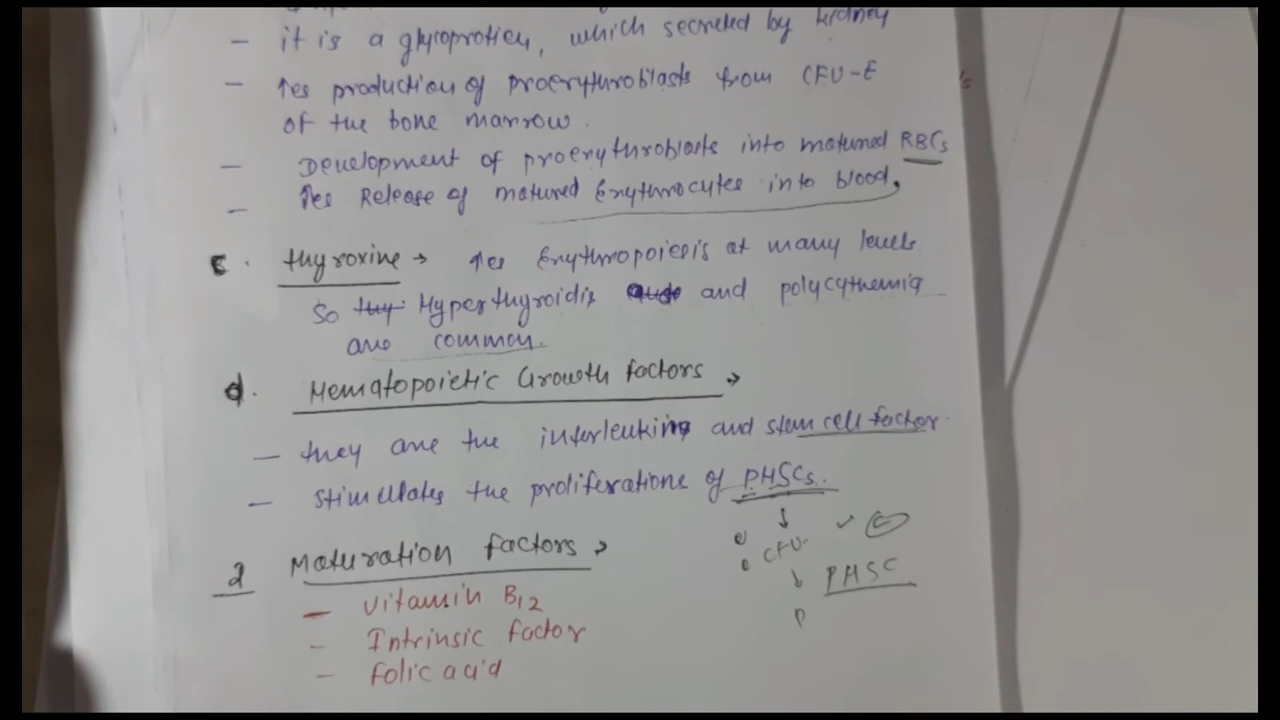 - it is a glycoprotien, which secreted by kidney
- ↑es production of proerythroblasts from CFU-E
of the bone marrow.
- Development of proerythroblasts into matured RBCs
- ↑es Release of matured Erythrocytes into blood.
c. thyroxine → ↑es Erythropoiesis at many levels
So Hyperthyroidis and polycythemia
are common.
d. Hematopoietic Growth factors →
- they are the interleukins and stem cell factor.
- stimulates the proliferations of PHSCs.
↓
CFU-
↓ PHSC
P
2 Maturation factors →
- vitamin B12
- Intrinsic factor
- folic acid